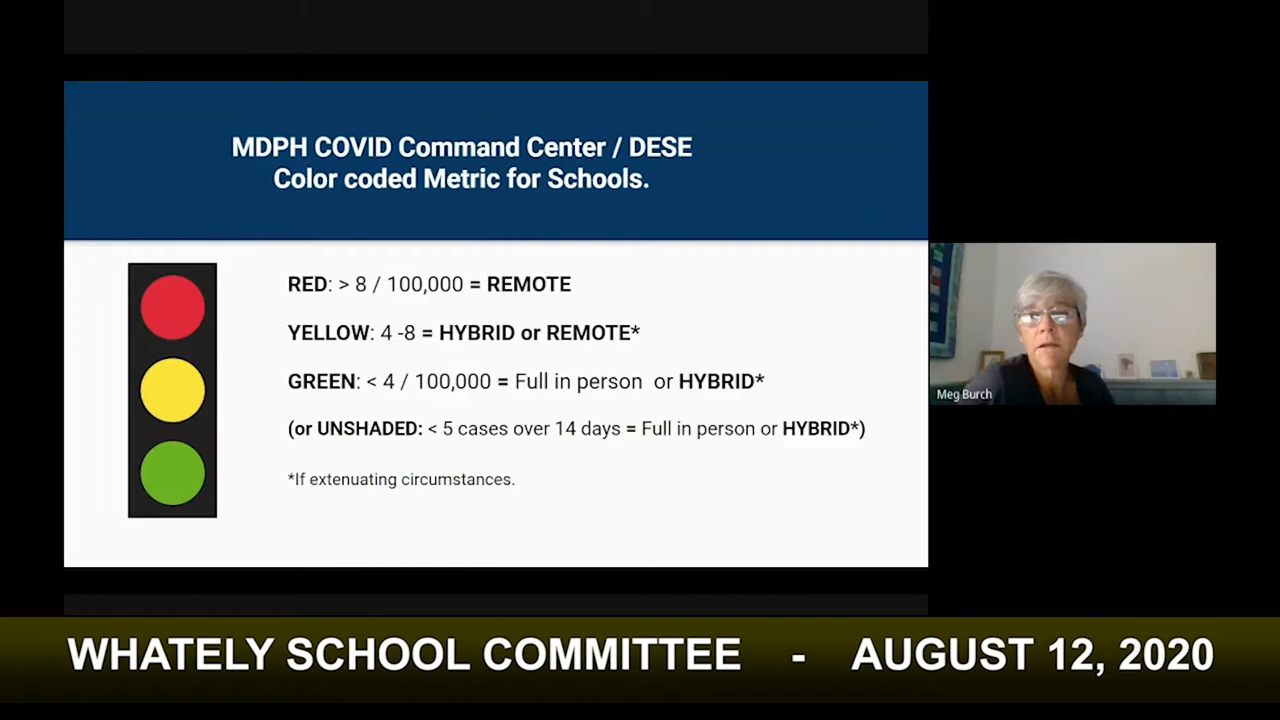 MDPH COVID Command Center / DESE
Color coded Metric for Schools.
RED: > 8 / 100,000 = REMOTE
YELLOW: 4 -8 = HYBRID or REMOTE*
GREEN: < 4 / 100,000 = Full in person or HYBRID*
(or UNSHADED: < 5 cases over 14 days = Full in person or HYBRID*)
*If extenuating circumstances.
Meg Burch
WHATELY SCHOOL COMMITTEE - AUGUST 12, 2020